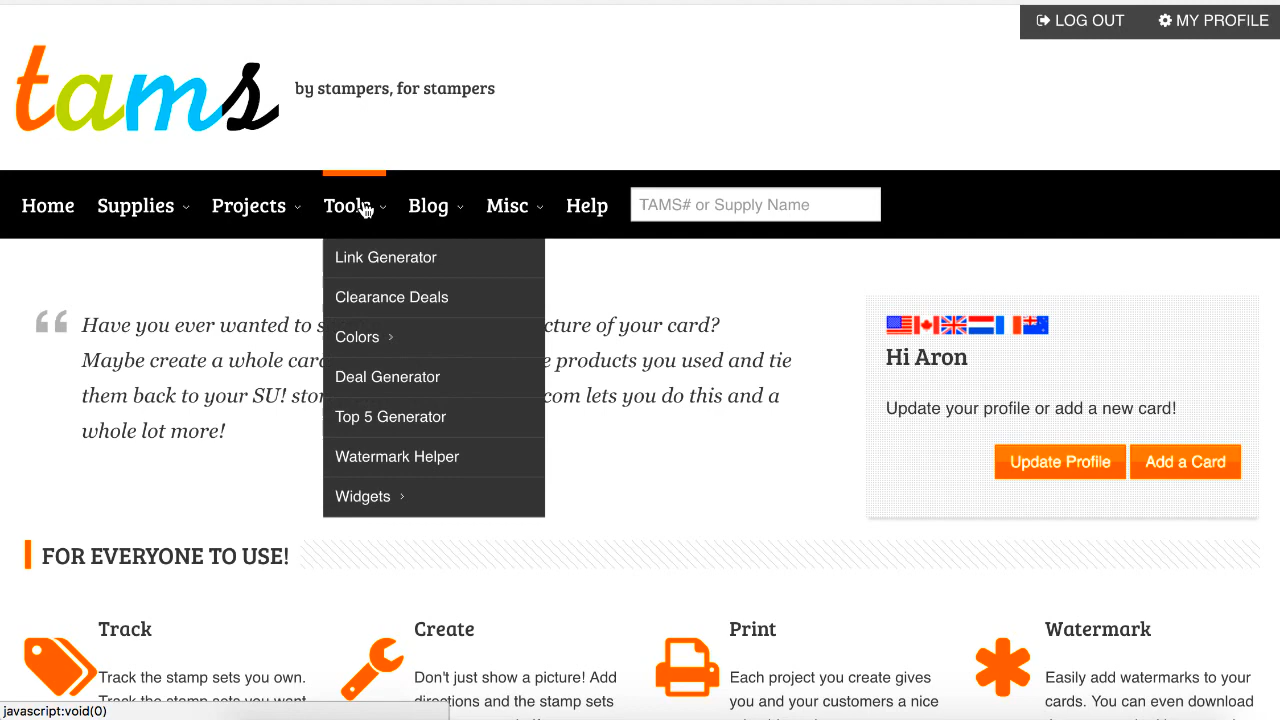 LOG OUT MY PROFILE
tams
by stampers, for stampers
Home Supplies Projects Tools Blog Misc Help TAMS# or Supply Name
Link Generator
Clearance Deals
Colors
Deal Generator
Top 5 Generator
Watermark Helper
Widgets
“ Have you ever wanted to cture of your card?
Maybe create a whole products you used and tie
them back to your SU! com lets you do this and a
whole lot more!
Hi Aron
Update your profile or add a new card!
Update Profile Add a Card
FOR EVERYONE TO USE!
Track
Track the stamp sets you own.
Track the stamp sets you want
Create
Don't just show a picture! Add
directions and the stamp sets
Print
Each project you create gives
you and your customers a nice
Watermark
Easily add watermarks to your
cards. You can even download
javascript:void(0)